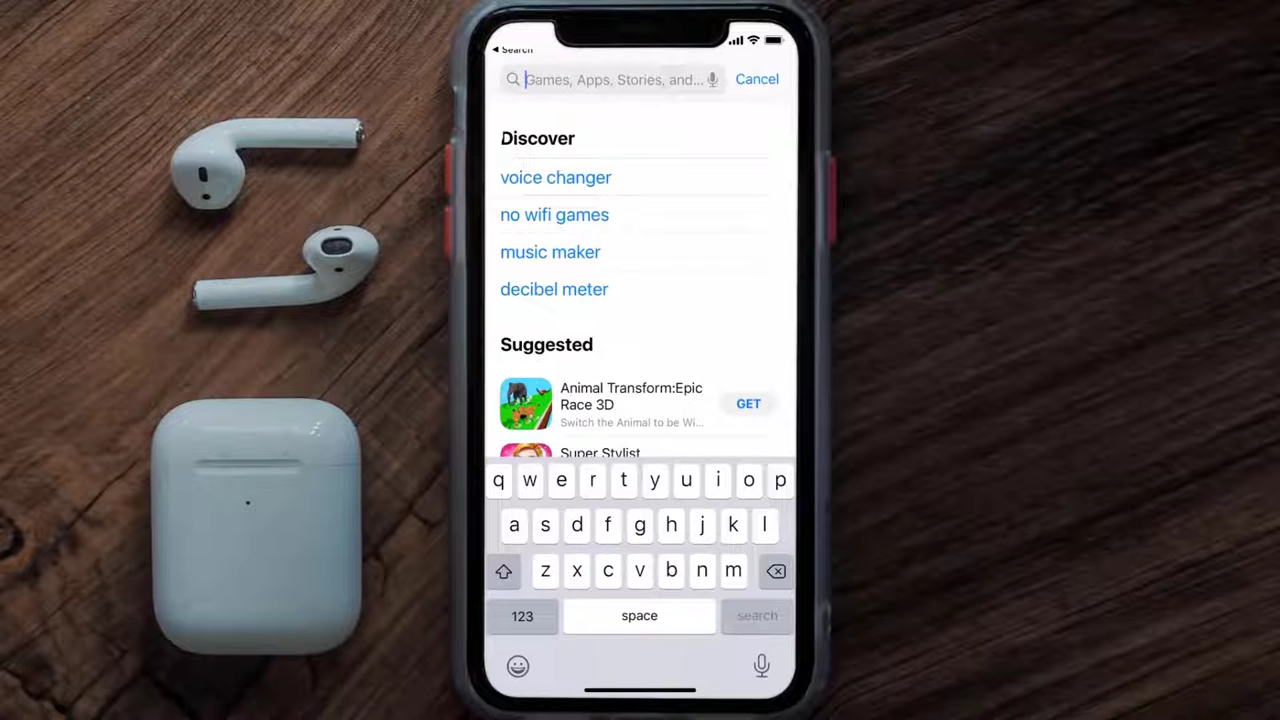 ◀ Search
Games, Apps, Stories, and...
Cancel
Discover
voice changer
no wifi games
music maker
decibel meter
Suggested
Animal Transform:Epic
Race 3D
Switch the Animal to be Wi...
GET
Super Stylist
q w e r t y u i o p
a s d f g h j k l
z x c v b n m
123 space search